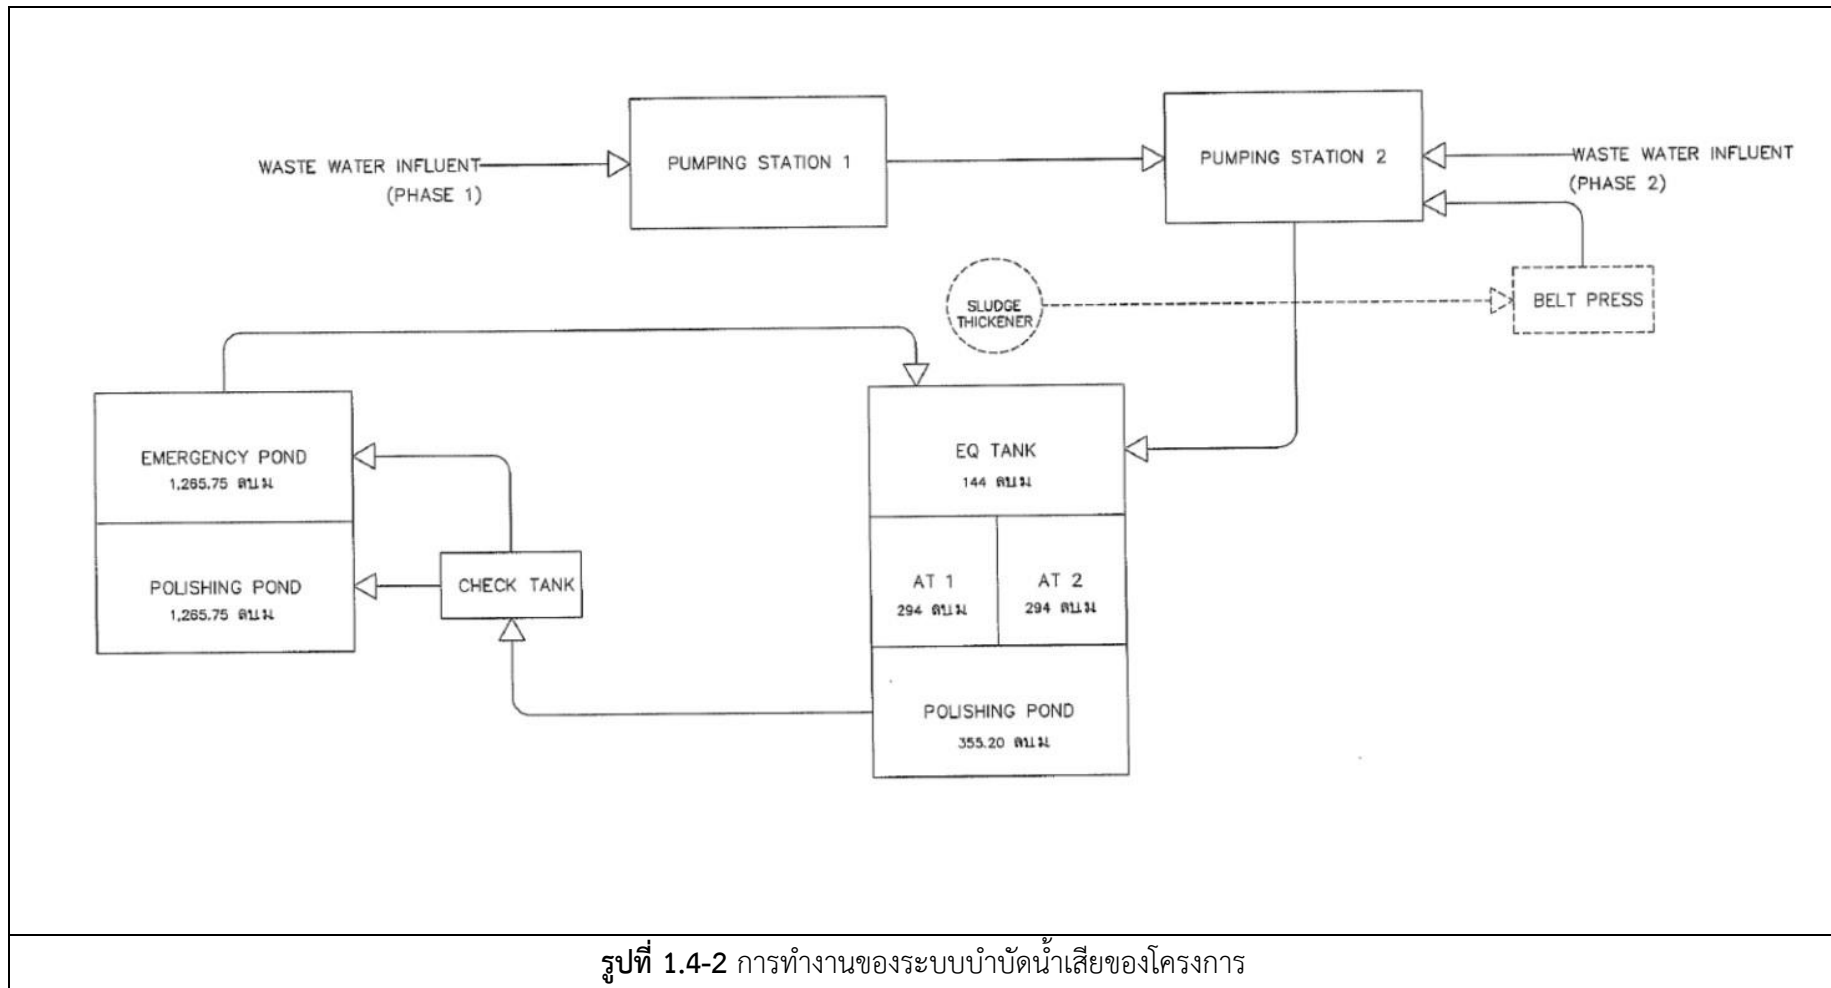 PUMPING STATION 1
PUMPING STATION 2
WASTE WATER INFLUENT
(PHASE 1)
WASTE WATER INFLUENT
(PHASE 2)
SLUDGE
THICKENER
BELT PRESS
EMERGENCY POND
1,265.75 ลบ.ม
POLISHING POND
1,265.75 ลบ.ม
CHECK TANK
EQ TANK
144 ลบ.ม
AT 1
294 ลบ.ม
AT 2
294 ลบ.ม
POLISHING POND
355.20 ลบ.ม
รูปที่ 1.4-2 การทำงานของระบบบำบัดน้ำเสียของโครงการ